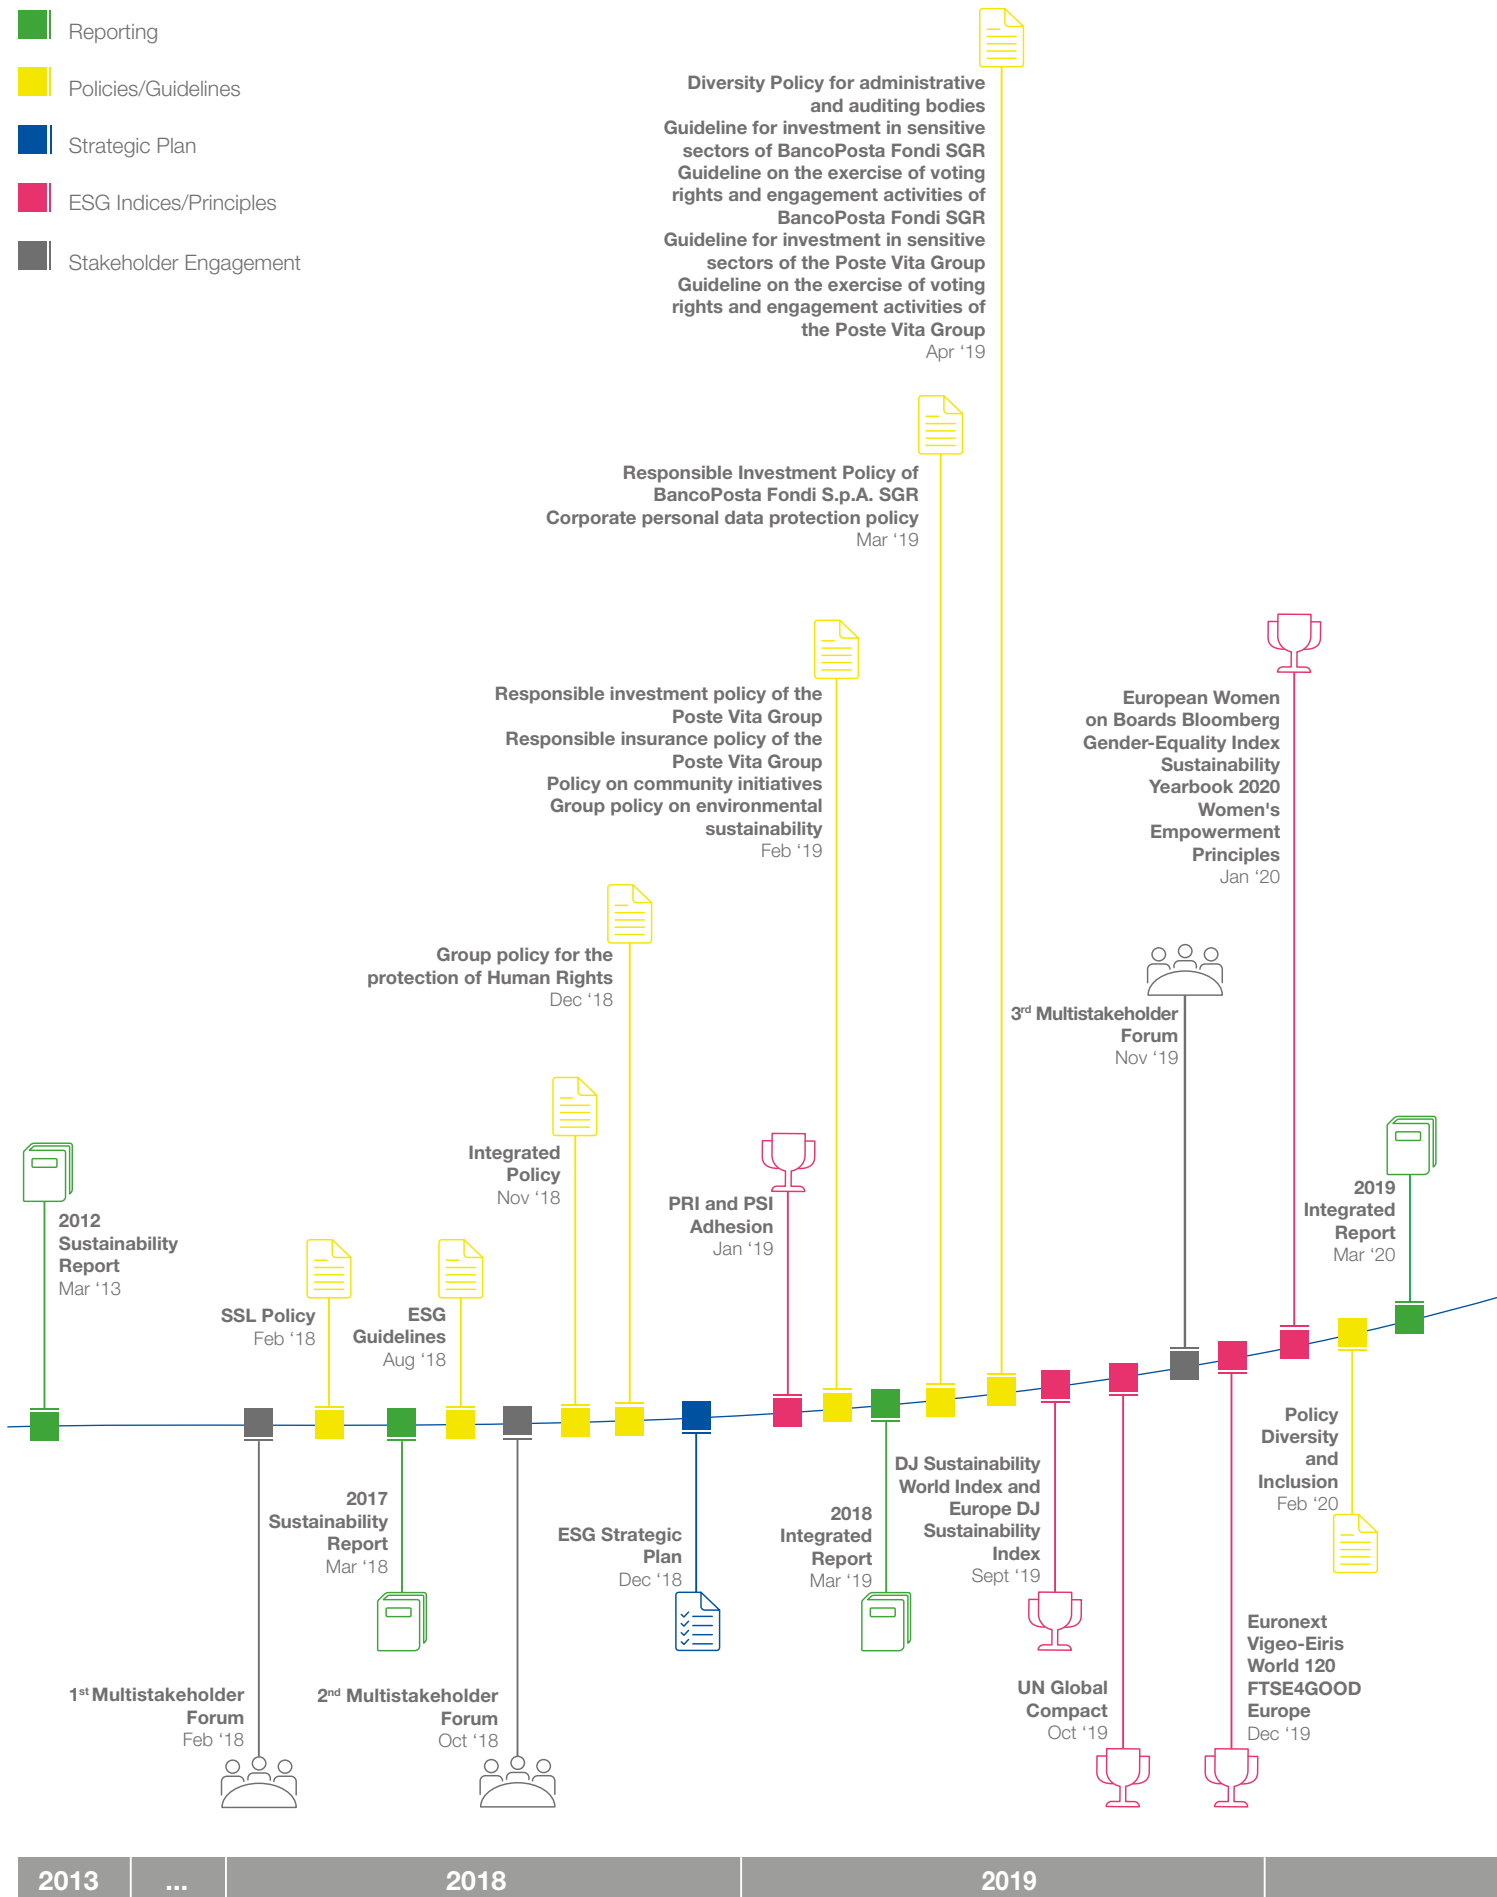 Reporting
Policies/Guidelines
Strategic Plan
ESG Indices/Principles
Stakeholder Engagement
Diversity Policy for administrative
and auditing bodies
Guideline for investment in sensitive
sectors of BancoPosta Fondi SGR
Guideline on the exercise of voting
rights and engagement activities of
BancoPosta Fondi SGR
Guideline for investment in sensitive
sectors of the Poste Vita Group
Guideline on the exercise of voting
rights and engagement activities of
the Poste Vita Group
Apr ‘19
Responsible Investment Policy of
BancoPosta Fondi S.p.A. SGR
Corporate personal data protection policy
Mar ‘19
Responsible investment policy of the
Poste Vita Group
Responsible insurance policy of the
Poste Vita Group
Policy on community initiatives
Group policy on environmental
sustainability
Feb ‘19
European Women
on Boards Bloomberg
Gender-Equality Index
Sustainability
Yearbook 2020
Women's
Empowerment
Principles
Jan ‘20
Group policy for the
protection of Human Rights
Dec ‘18
3rd Multistakeholder
Forum
Nov ‘19
Integrated
Policy
Nov ‘18
PRI and PSI
Adhesion
Jan ‘19
2019
Integrated
Report
Mar ‘20
2012
Sustainability
Report
Mar ‘13
SSL Policy
Feb ‘18
ESG
Guidelines
Aug ‘18
2017
Sustainability
Report
Mar ‘18
ESG Strategic
Plan
Dec ‘18
2018
Integrated
Report
Mar ‘19
DJ Sustainability
World Index and
Europe DJ
Sustainability
Index
Sept ‘19
Policy
Diversity
and
Inclusion
Feb ‘20
1st Multistakeholder
Forum
Feb ‘18
2nd Multistakeholder
Forum
Oct ‘18
UN Global
Compact
Oct ‘19
Euronext
Vigeo-Eiris
World 120
FTSE4GOOD
Europe
Dec ‘19
2013
...
2018
2019